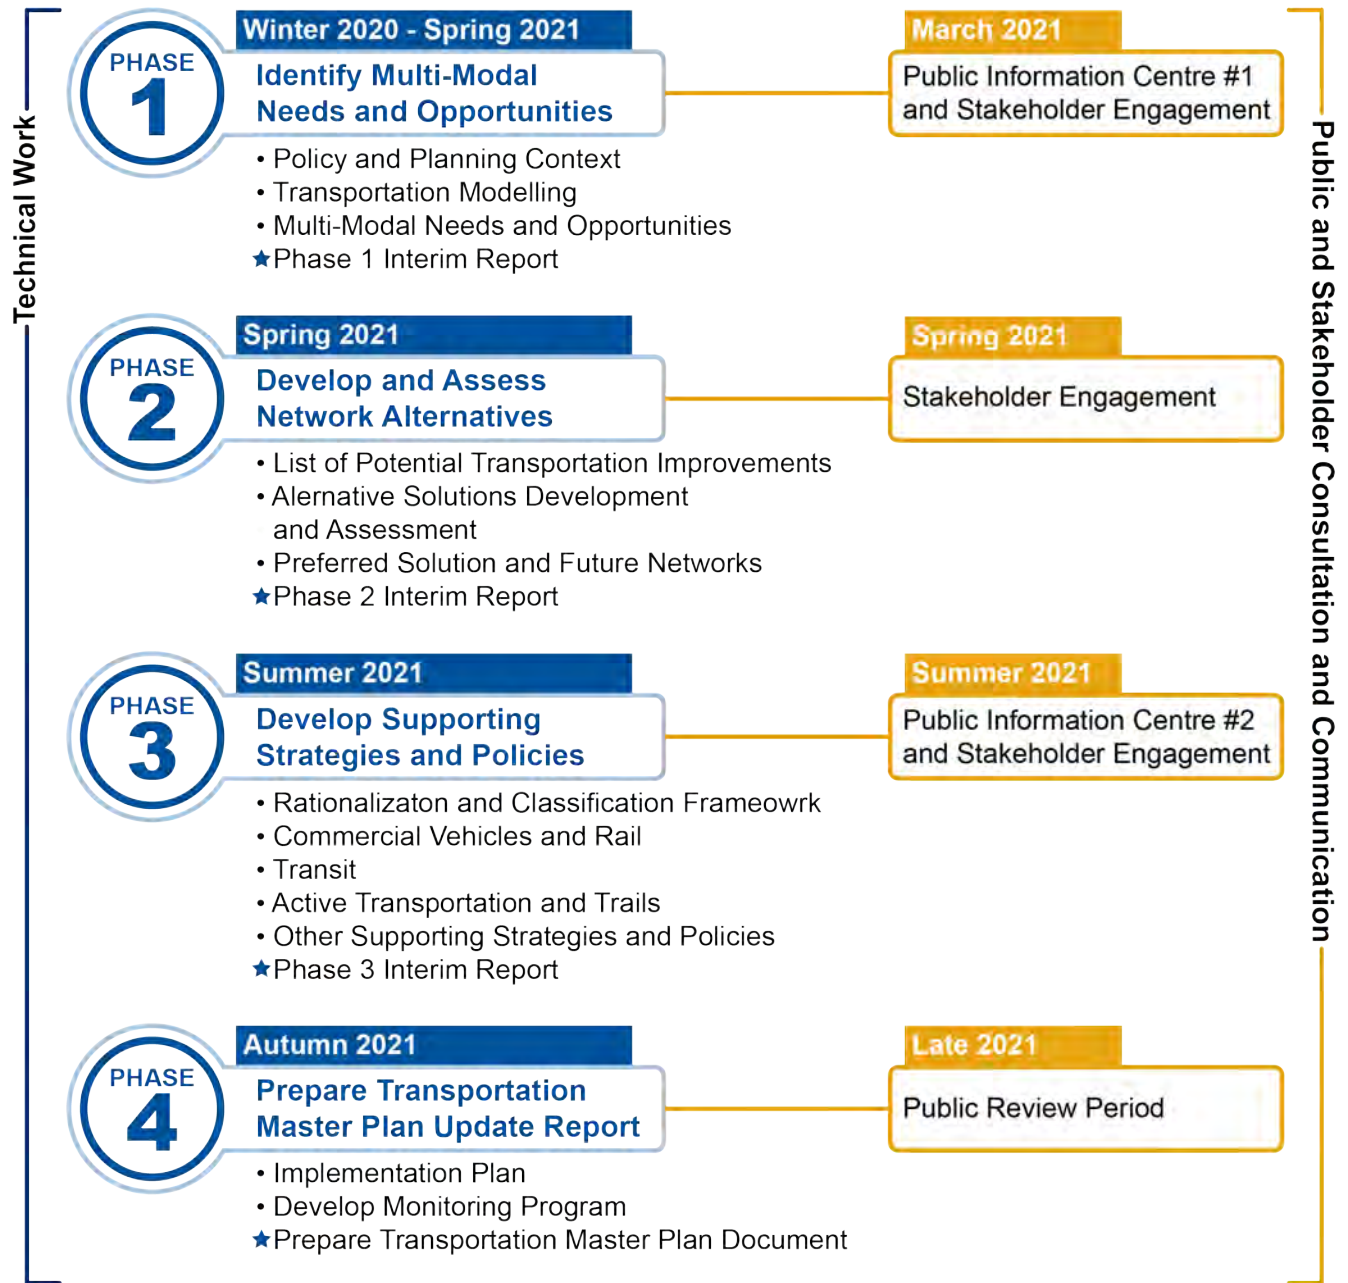 Technical Work
PHASE
1
Winter 2020 - Spring 2021
Identify Multi-Modal
Needs and Opportunities
• Policy and Planning Context
• Transportation Modelling
• Multi-Modal Needs and Opportunities
★Phase 1 Interim Report
March 2021
Public Information Centre #1
and Stakeholder Engagement
PHASE
2
Spring 2021
Develop and Assess
Network Alternatives
• List of Potential Transportation Improvements
• Alernative Solutions Development
and Assessment
• Preferred Solution and Future Networks
★Phase 2 Interim Report
Spring 2021
Stakeholder Engagement
PHASE
3
Summer 2021
Develop Supporting
Strategies and Policies
• Rationalizaton and Classification Frameowrk
• Commercial Vehicles and Rail
• Transit
• Active Transportation and Trails
• Other Supporting Strategies and Policies
★Phase 3 Interim Report
Summer 2021
Public Information Centre #2
and Stakeholder Engagement
PHASE
4
Autumn 2021
Prepare Transportation
Master Plan Update Report
• Implementation Plan
• Develop Monitoring Program
★Prepare Transportation Master Plan Document
Late 2021
Public Review Period
Public and Stakeholder Consultation and Communication